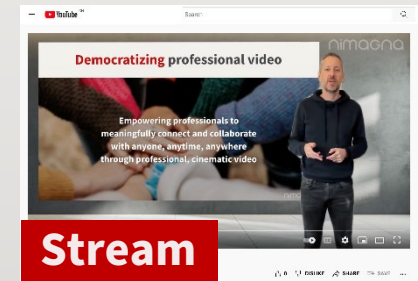 YouTube
Search
nimagna
Democratizing professional video
Empowering professionals to
meaningfully connect and collaborate
with anyone, anytime, anywhere
through professional, cinematic video
Stream
DISLIKE SHARE SAVE